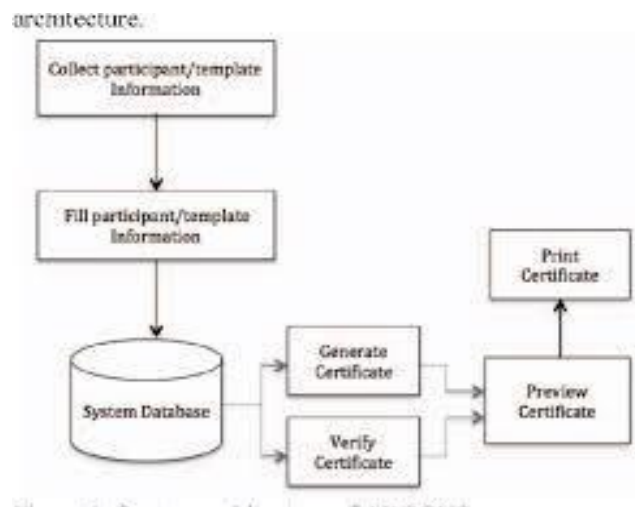 architecture.
Collect participant/template
Information
Fill participant/template
Information
Print
Certificate
Generate
Certificate
System Database
Preview
Certificate
Verify
Certificate